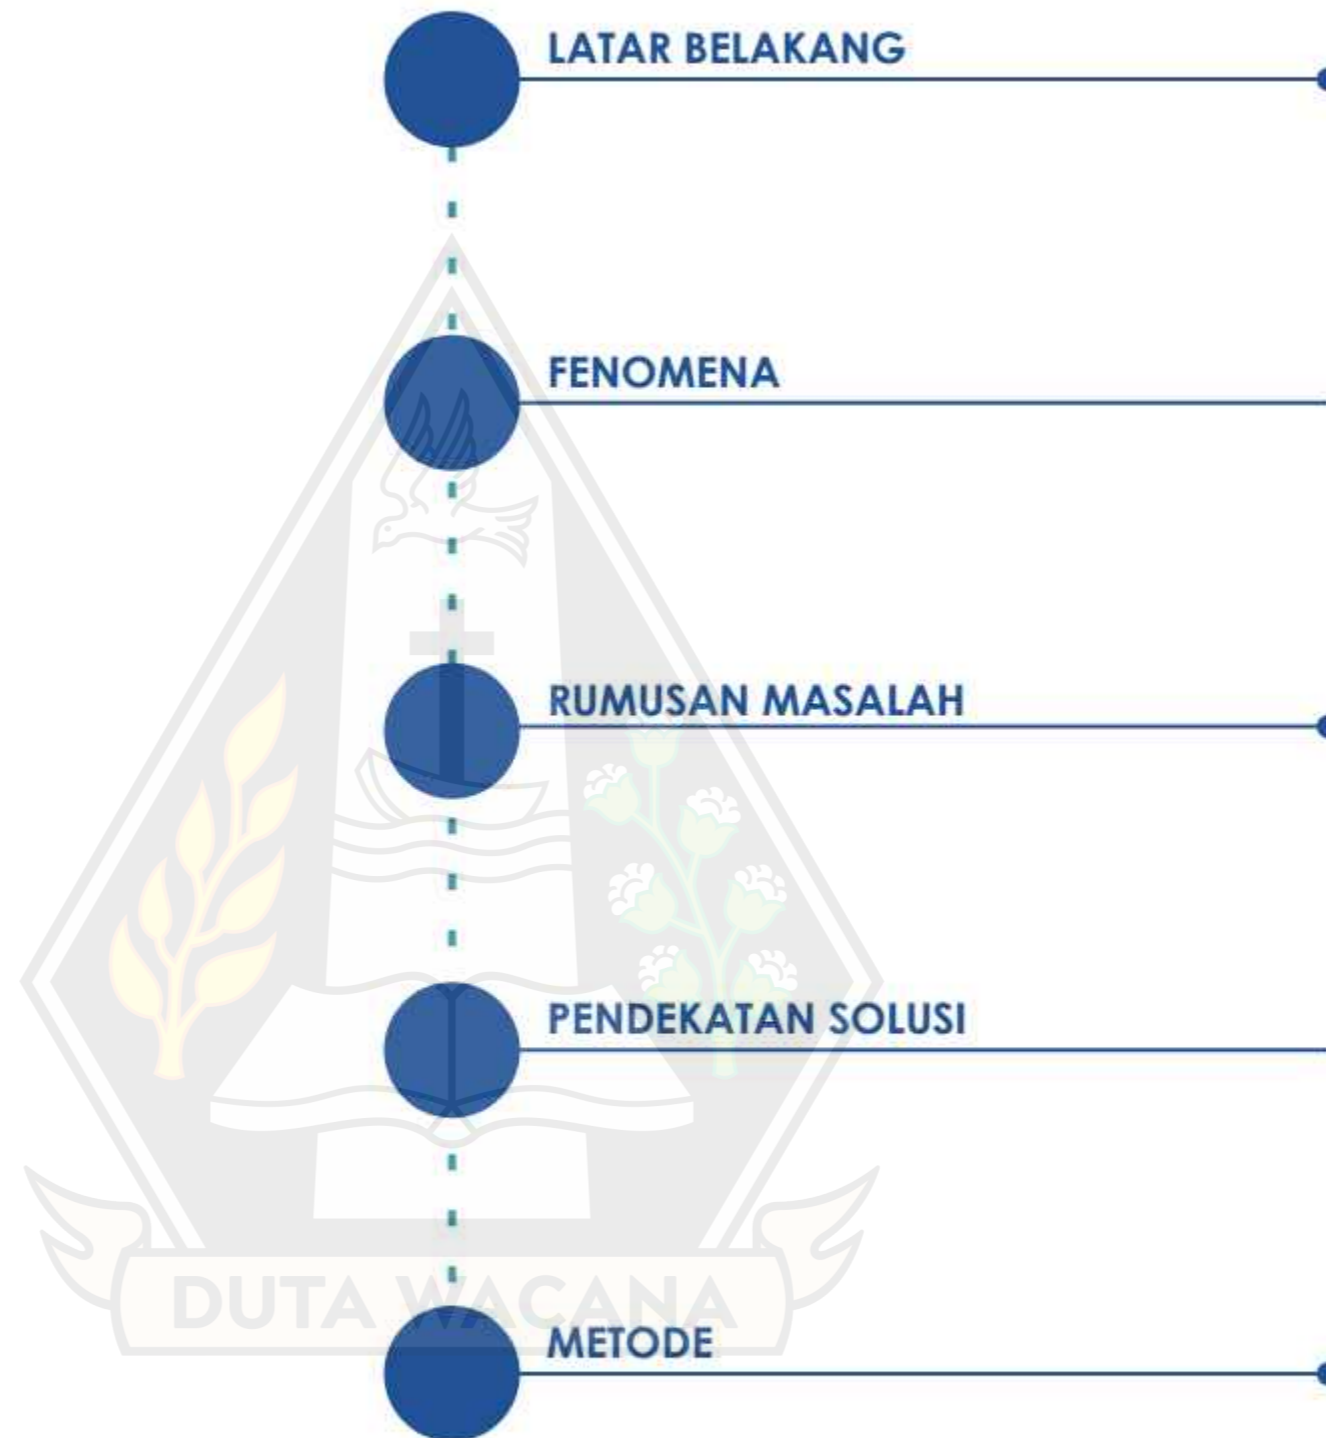 LATAR BELAKANG
FENOMENA
RUMUSAN MASALAH
PENDEKATAN SOLUSI
DUTA WACANA
METODE